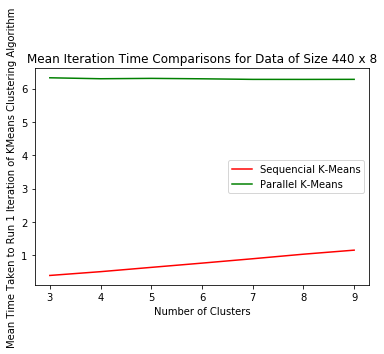 Mean Iteration Time Comparisons for Data of Size 440 x 8
Mean Time Taken to Run 1 Iteration of KMeans Clustering Algorithm
6
5
4
3
2
1
Sequencial K-Means
Parallel K-Means
3 4 5 6 7 8 9
Number of Clusters